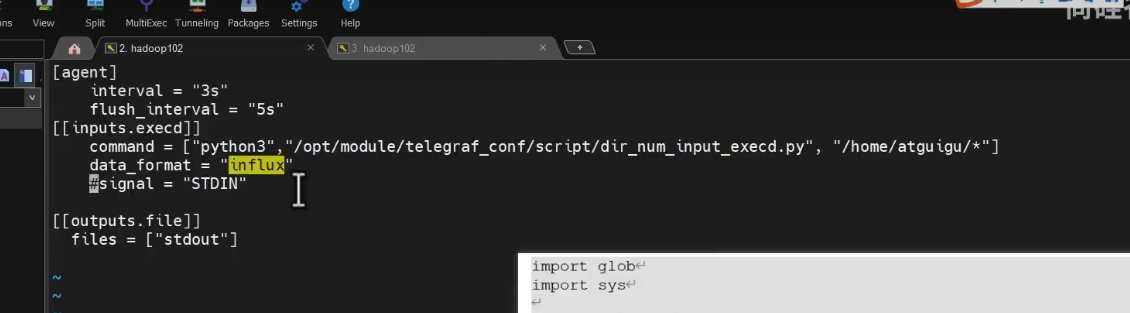 View Split MultiExec Tunneling Packages Settings Help
2. hadoop102
3. hadoop102
[agent]
interval = "3s"
flush_interval = "5s"
[[inputs.execd]]
command = ["python3","/opt/module/telegraf_conf/script/dir_num_input_execd.py", "/home/atguigu/*"]
data_format = "influx"
#signal = "STDIN"
[[outputs.file]]
files = ["stdout"]
~
~
import glob
import sys